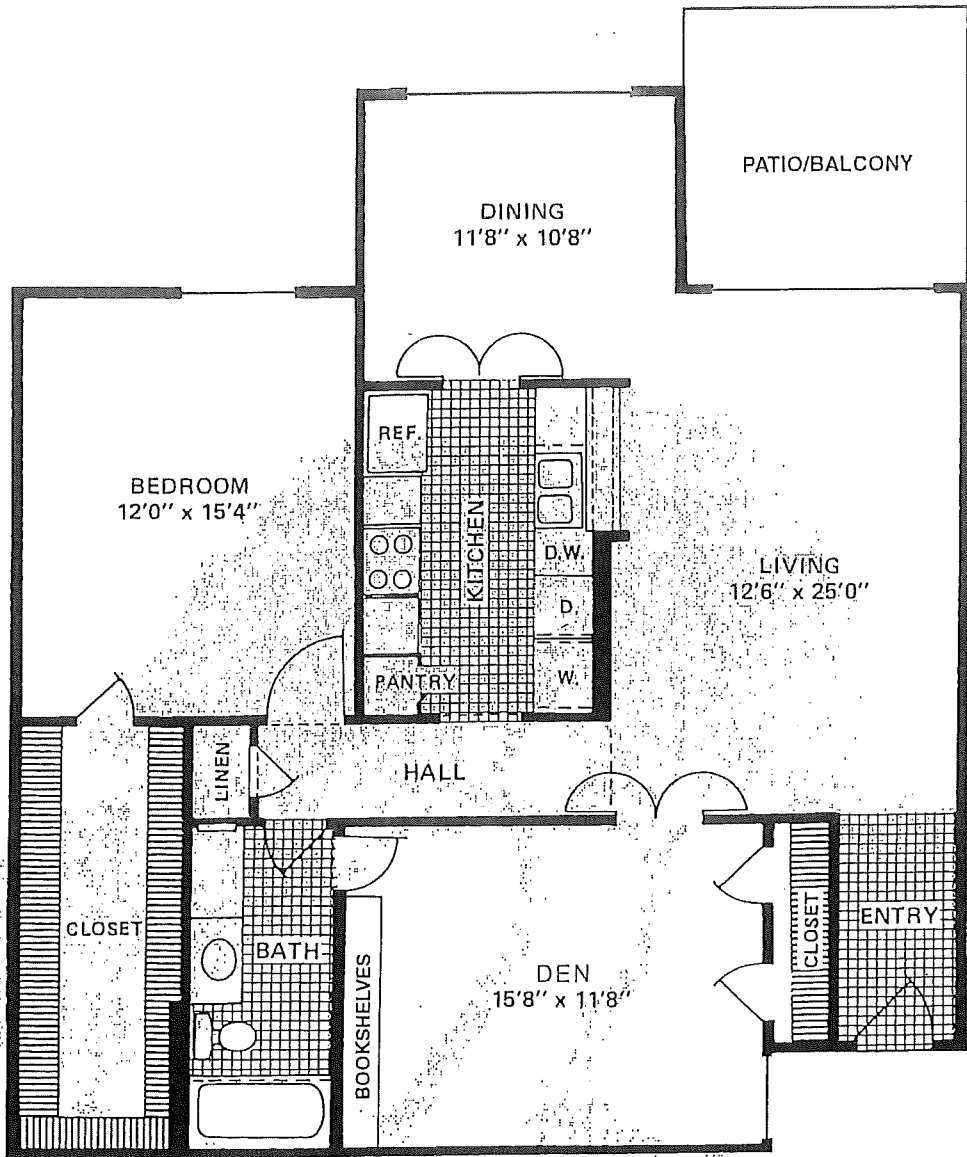 PATIO/BALCONY
DINING
11'8" x 10'8"
REF.
BEDROOM
12'0" x 15'4"
KITCHEN
D.W.
LIVING
12'6" x 25'0"
D.
PANTRY
W.
LINEN
HALL
CLOSET
BATH
BOOKSHELVES
DEN
15'8" x 11'8"
CLOSET
ENTRY